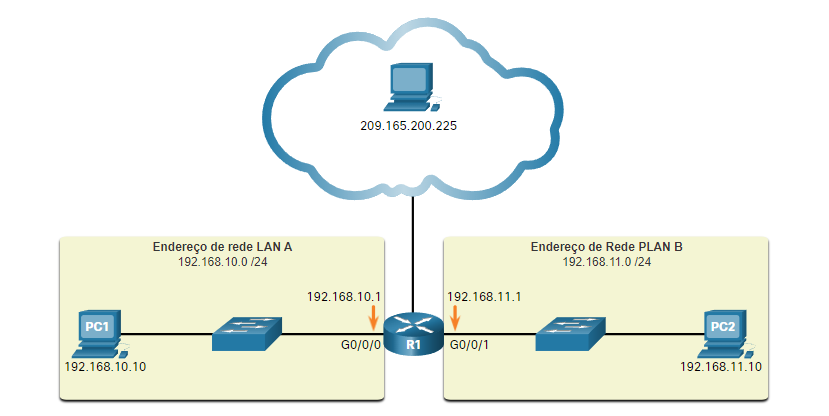 209.165.200.225
Endereço de rede LAN A
192.168.10.0 /24
Endereço de Rede PLAN B
192.168.11.0 /24
192.168.10.1
192.168.11.1
PC1
PC2
G0/0/0
R1
G0/0/1
192.168.10.10
192.168.11.10